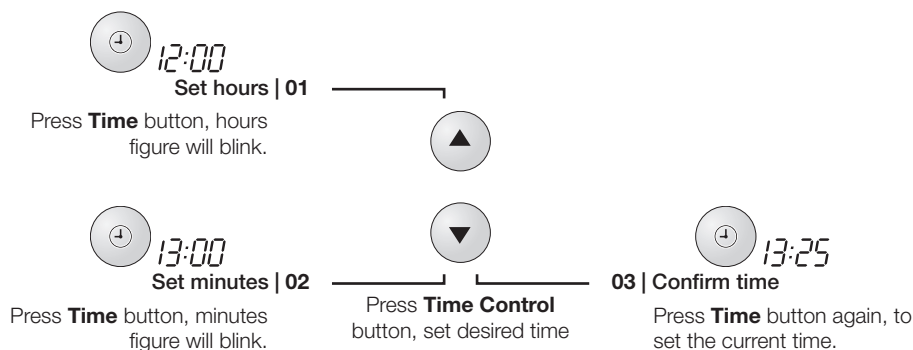 12:00
Set hours | 01
Press Time button, hours
figure will blink.
13:00
Set minutes | 02
Press Time button, minutes
figure will blink.
Press Time Control
button, set desired time
13:25
03 | Confirm time
Press Time button again, to
set the current time.